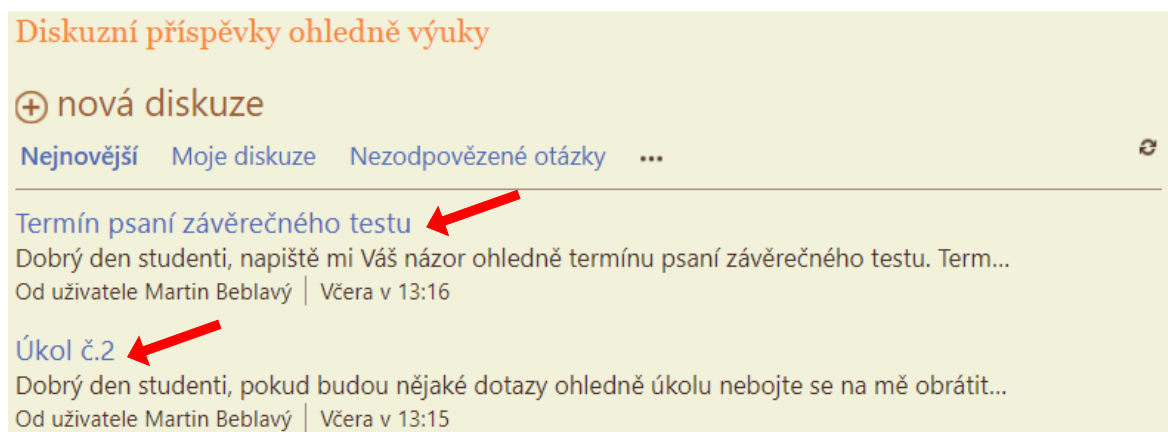 Diskuzní příspěvky ohledně výuky
nová diskuze
Nejnovější Moje diskuze Nezodpovězené otázky ...
Termín psaní závěrečného testu
Dobrý den studenti, napiště mi Váš názor ohledně termínu psaní závěrečného testu. Term...
Od uživatele Martin Beblavý | Včera v 13:16
Úkol č.2
Dobrý den studenti, pokud budou nějaké dotazy ohledně úkolu nebojte se na mě obrátit...
Od uživatele Martin Beblavý | Včera v 13:15